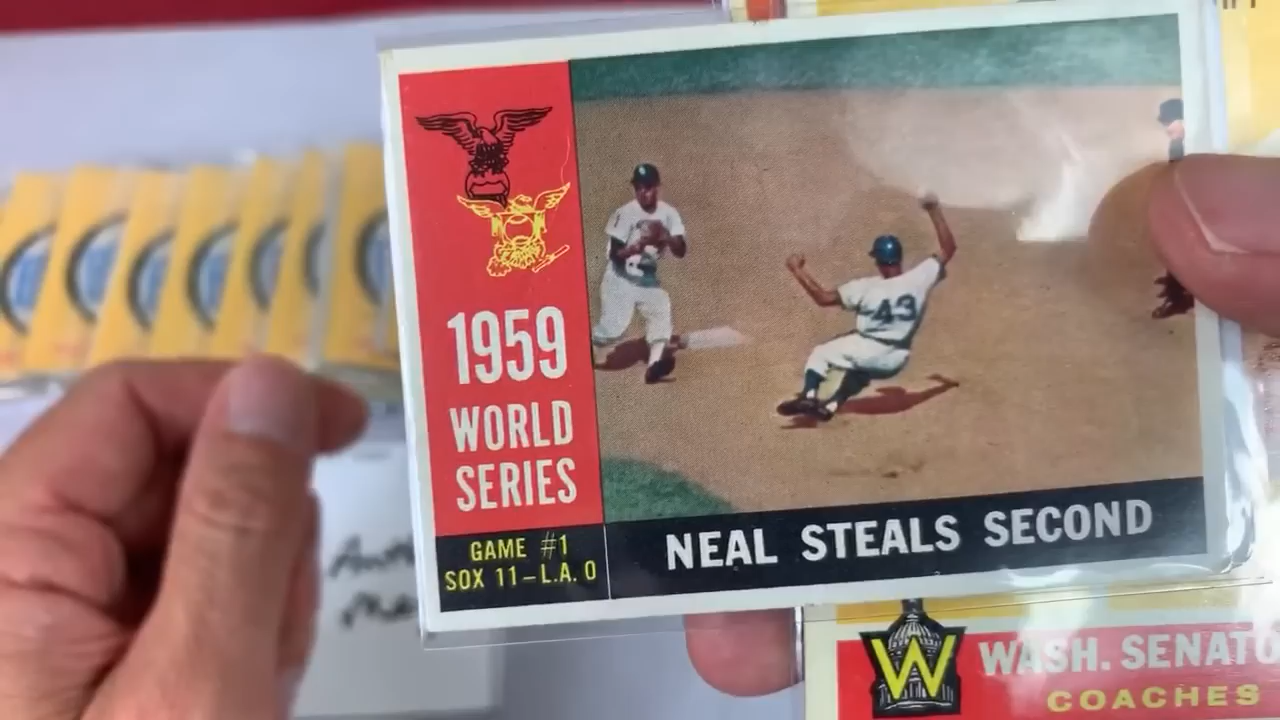 1959
WORLD
SERIES
GAME #1
SOX 11-L.A. 0
43
NEAL STEALS SECOND
W
WASH. SENATO
COACHES